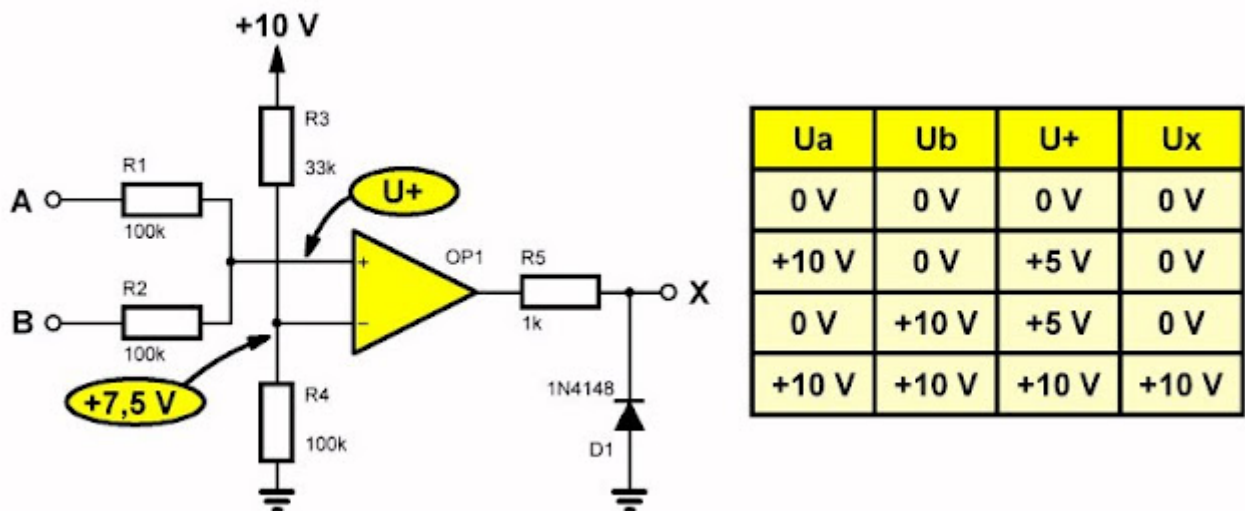 +10 V
R3
33k
R1
A
100k
U+
+
OP1
R5
X
1k
R2
B
100k
–
+7,5 V
R4
100k
1N4148
D1
Ua Ub U+ Ux
0 V 0 V 0 V 0 V
+10 V 0 V +5 V 0 V
0 V +10 V +5 V 0 V
+10 V +10 V +10 V +10 V